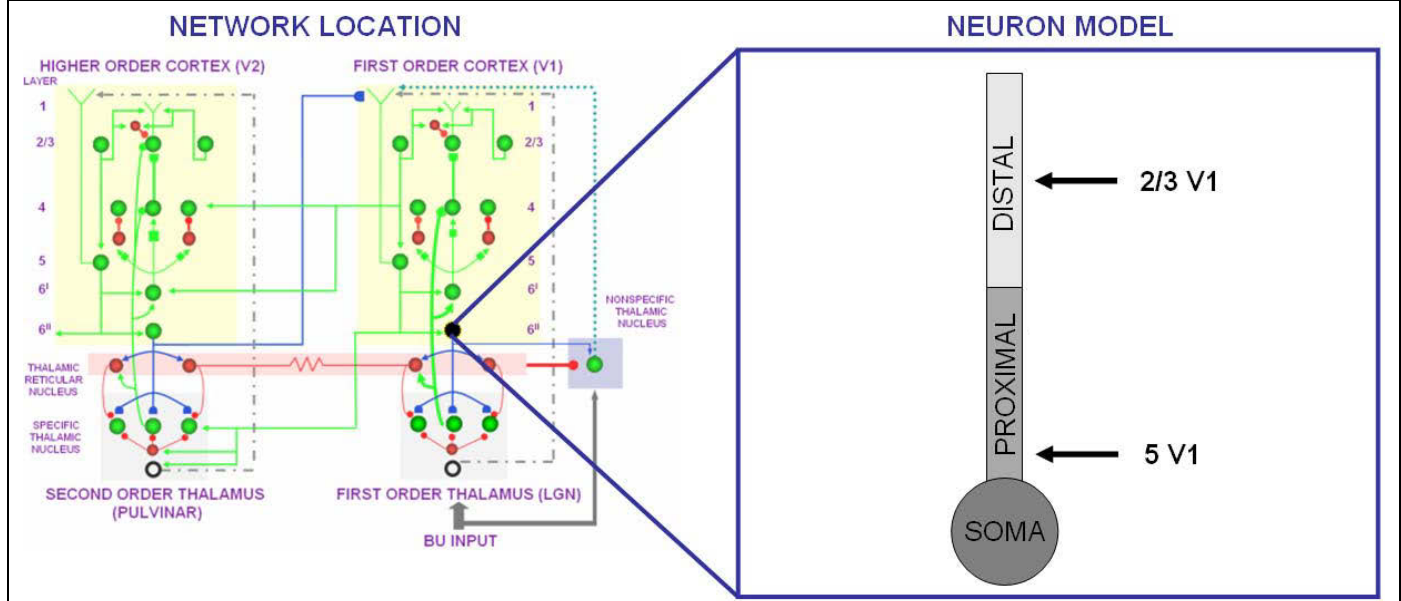 NETWORK LOCATION
NEURON MODEL
HIGHER ORDER CORTEX (V2)
FIRST ORDER CORTEX (V1)
LAYER
1
1
2/3
2/3
4
4
5
5
6I
6I
6II
6II
NONSPECIFIC
THALAMIC
NUCLEUS
THALAMIC
RETICULAR
NUCLEUS
SPECIFIC
THALAMIC
NUCLEUS
SECOND ORDER THALAMUS
(PULVINAR)
FIRST ORDER THALAMUS (LGN)
BU INPUT
DISTAL
2/3 V1
PROXIMAL
5 V1
SOMA